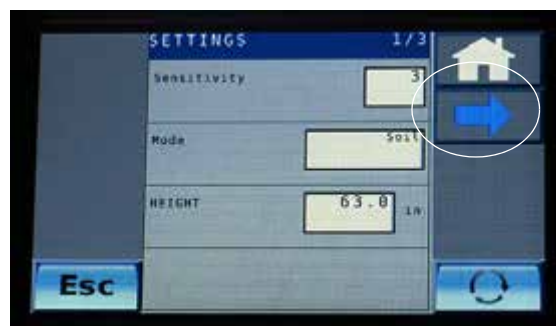 SETTINGS 1/3
Sensitivity 3
Mode Soil
HEIGHT 63.0 in
Esc